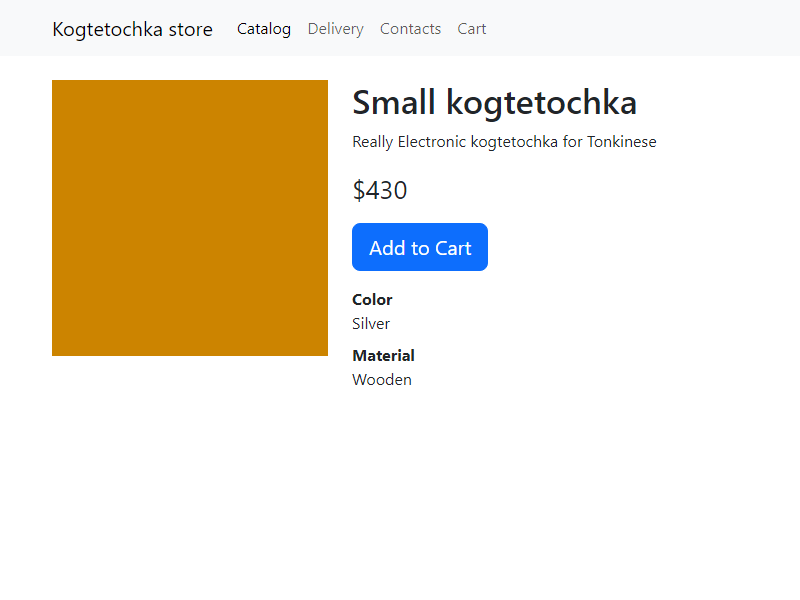 Kogtetochka store Catalog Delivery Contacts Cart
Small kogtetochka
Really Electronic kogtetochka for Tonkinese
$430
Add to Cart
Color
Silver
Material
Wooden